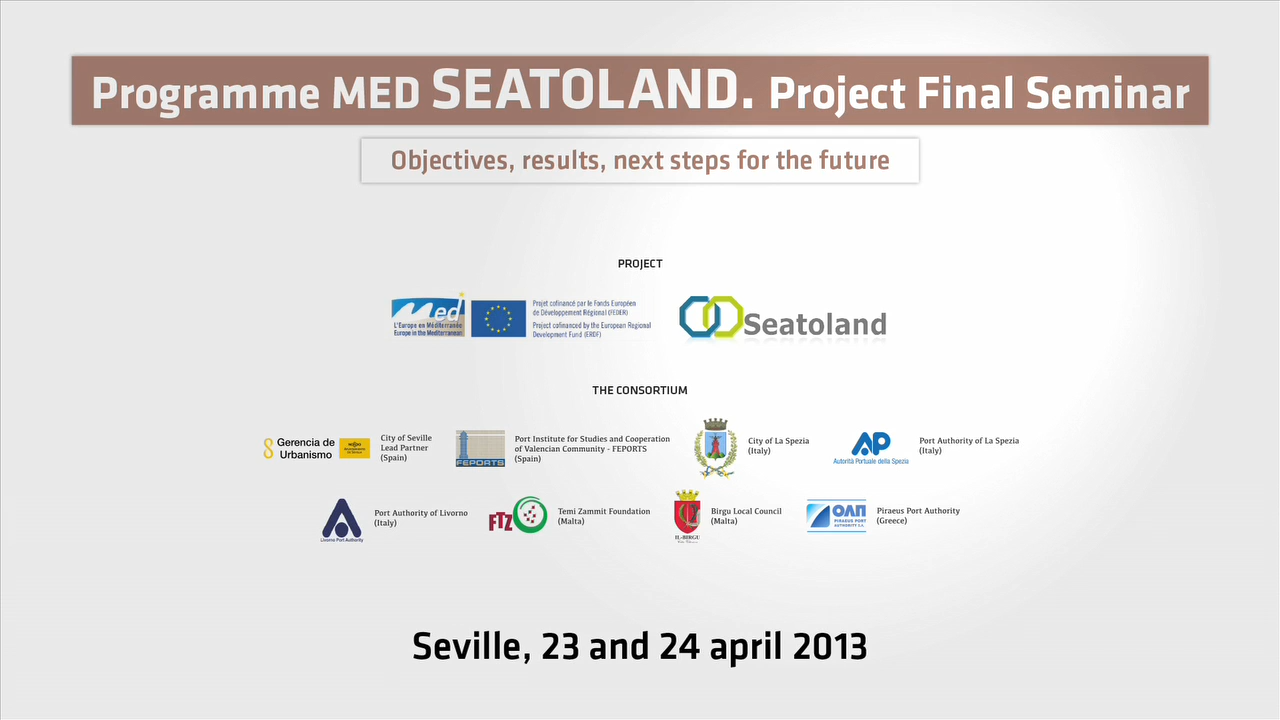 Programme MED SEATOLAND. Project Final Seminar
Objectives, results, next steps for the future
PROJECT
Med
L'Europe en Méditerranée
Europe in the Mediterranean
Projet cofinancé par le Fonds Européen
de Développement Régional (FEDER)
Project cofinanced by the European Regional
Development Fund (ERDF)
Seatoland
THE CONSORTIUM
Gerencia de
Urbanismo
City of Seville
Lead Partner
(Spain)
FEPORTS
Port Institute for Studies and Cooperation
of Valencian Community - FEPORTS
(Spain)
City of La Spezia
(Italy)
AP
Autorità Portuale della Spezia
Port Authority of La Spezia
(Italy)
Livorno Port Authority
Port Authority of Livorno
(Italy)
FTZ
Temi Zammit Foundation
(Malta)
IL-BIRGU
Birgu Local Council
(Malta)
ΟΛΠ
PIRAEUS PORT
AUTHORITY S.A.
Piraeus Port Authority
(Greece)
Seville, 23 and 24 april 2013